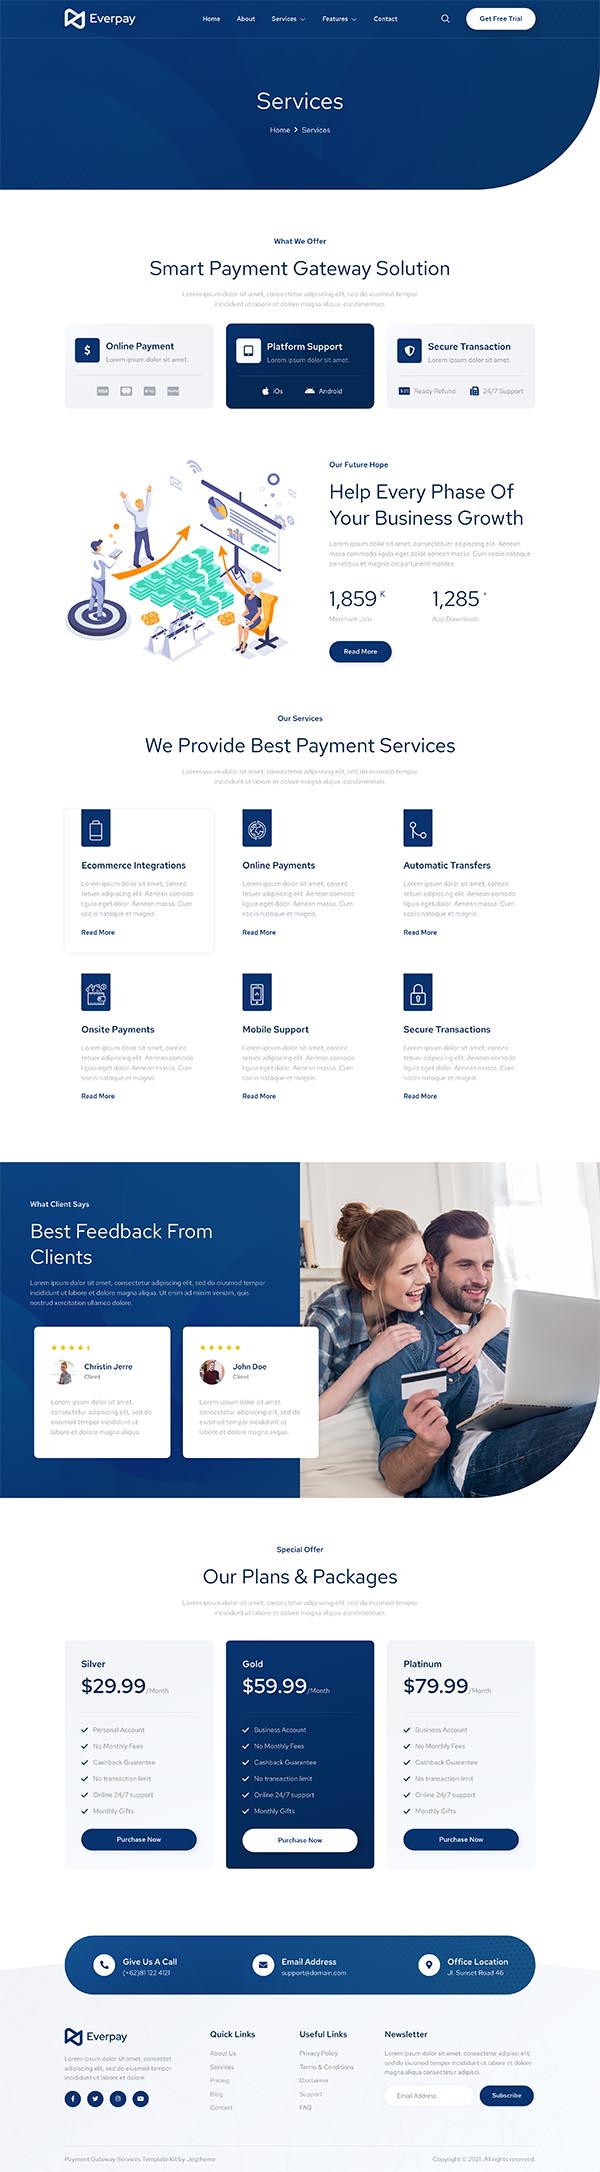 Everpay
Home About Services Features Contact Get Free Trial
Services
Home Services
What We Offer
Smart Payment Gateway Solution
Lorem ipsum dolor sit amet, consectetur adipiscing elit, sed do eiusmod tempor
incididunt ut labore et dolore magna aliqua condimentum.
Online Payment
Lorem ipsum dolor sit amet.
Platform Support
Lorem ipsum dolor sit amet.
iOs Android
Secure Transaction
Lorem ipsum dolor sit amet.
Ready Refund 24/7 Support
Our Future Hope
Help Every Phase Of
Your Business Growth
Lorem ipsum dolor sit amet, consectetuer adipiscing elit. Aenean
massa commodo ligula eget dolor aenean massa. Cum sociis natoque
penatibus et magnis dis parturient montes
1,859 K
Merchant Join
1,285 +
App Downloads
Read More
Our Services
We Provide Best Payment Services
Lorem ipsum dolor sit amet, consectetur adipiscing elit, sed do eiusmod tempor
incididunt ut labore et dolore magna aliqua condimentum.
Ecommerce Integrations
Lorem ipsum dolor sit amet, consec
tetuer adipiscing elit. Aenean comodo
ligula eget dolor. Aenean massa. Cum
sociis natoque et magnis.
Read More
Online Payments
Lorem ipsum dolor sit amet, consec
tetuer adipiscing elit. Aenean comodo
ligula eget dolor. Aenean massa. Cum
sociis natoque et magnis.
Read More
Automatic Transfers
Lorem ipsum dolor sit amet, consec
tetuer adipiscing elit. Aenean comodo
ligula eget dolor. Aenean massa. Cum
sociis natoque et magnis.
Read More
Onsite Payments
Lorem ipsum dolor sit amet, consec
tetuer adipiscing elit. Aenean comodo
ligula eget dolor. Aenean massa. Cum
sociis natoque et magnis.
Read More
Mobile Support
Lorem ipsum dolor sit amet, consec
tetuer adipiscing elit. Aenean comodo
ligula eget dolor. Aenean massa. Cum
sociis natoque et magnis.
Read More
Secure Transactions
Lorem ipsum dolor sit amet, consec
tetuer adipiscing elit. Aenean comodo
ligula eget dolor. Aenean massa. Cum
sociis natoque et magnis.
Read More
What Client Says
Best Feedback From
Clients
Lorem ipsum dolor sit amet, consectetur adipiscing elit, sed do eiusmod tempor
incididunt ut labore et dolore magna aliqua. Ut enim ad minim veniam, quis
nostrud xercitation ullamco dolore.
Christin Jerre
Client
Lorem ipsum dolor sit amet,
consectetur adipiscing elit, sed do
eiusmod tempor incididunt ut
labore et dolore magna aliqua.
John Doe
Client
Lorem ipsum dolor sit amet,
consectetur adipiscing elit, sed do
eiusmod tempor incididunt ut
labore et dolore magna aliqua.
Special Offer
Our Plans & Packages
Lorem ipsum dolor sit amet, consectetur adipiscing elit, sed do eiusmod tempor
incididunt ut labore et dolore magna aliqua condimentum.
Silver
$29.99 /Month
Personal Account
No Monthly Fees
Cashback Guarantee
No transaction limit
Online 24/7 support
Monthly Gifts
Purchase Now
Gold
$59.99 /Month
Business Account
No Monthly Fees
Cashback Guarantee
No transaction limit
Online 24/7 support
Monthly Gifts
Purchase Now
Platinum
$79.99 /Month
Business Account
No Monthly Fees
Cashback Guarantee
No transaction limit
Online 24/7 support
Monthly Gifts
Purchase Now
Give Us A Call
(+62)81 122 4121
Email Address
support@domain.com
Office Location
Jl. Sunset Road 46
Everpay
Lorem ipsum dolor sit amet, consectet
adipiscing elit, sed do eiusmod tempor
incididunt ut labore et dolore.
Quick Links
About Us
Services
Pricing
Blog
Contact
Useful Links
Privacy Policy
Terms & Conditions
Disclaimer
Support
FAQ
Newsletter
Lorem ipsum dolor sit amet, consectetur adipisci elit,
sed do eiusmod tempor incididunt ut labore et dolore
magna aliqua.
Email Address Subscribe
Payment Gateway Services Template Kit by Jegtheme
Copyright © 2021. All rights reserved.